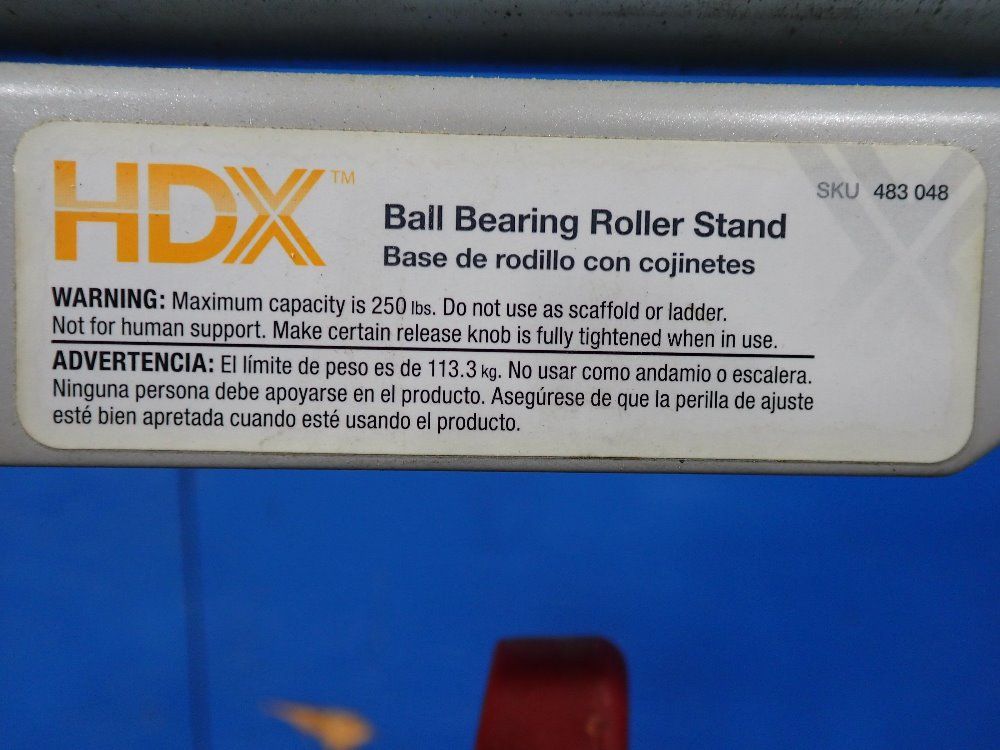 HDX™
SKU 483 048
Ball Bearing Roller Stand
Base de rodillo con cojinetes
WARNING: Maximum capacity is 250 lbs. Do not use as scaffold or ladder.
Not for human support. Make certain release knob is fully tightened when in use.
ADVERTENCIA: El límite de peso es de 113.3 kg. No usar como andamio o escalera.
Ninguna persona debe apoyarse en el producto. Asegúrese de que la perilla de ajuste
esté bien apretada cuando esté usando el producto.